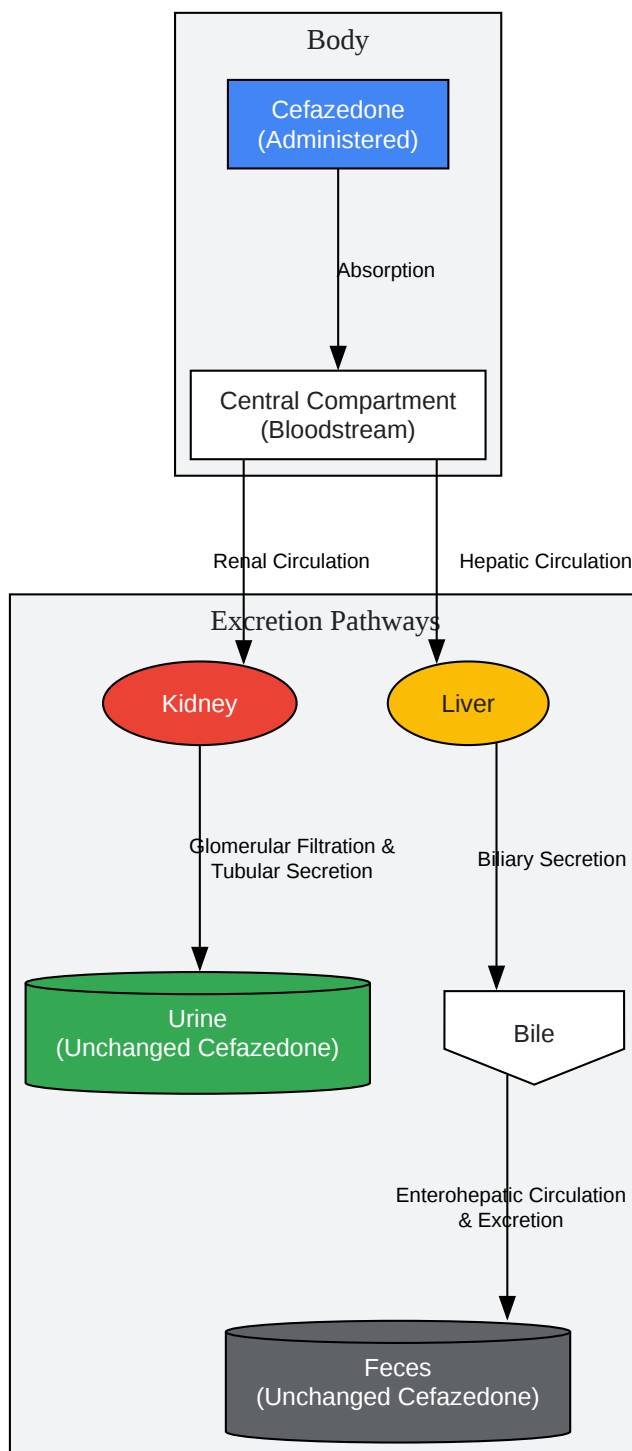 Body
Cefazedone
(Administered)
Absorption
Central Compartment
(Bloodstream)
Renal Circulation
Hepatic Circulation
Excretion Pathways
Kidney
Liver
Glomerular Filtration &
Tubular Secretion
Biliary Secretion
Urine
(Unchanged Cefazedone)
Bile
Enterohepatic Circulation
& Excretion
Feces
(Unchanged Cefazedone)